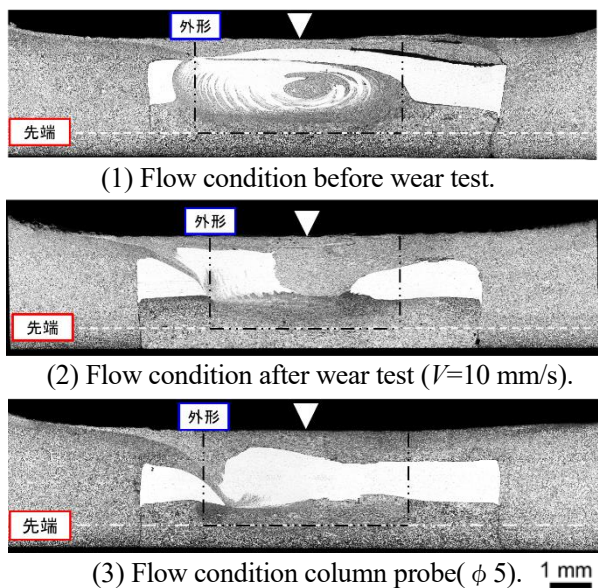 外形
先端
(1) Flow condition before wear test.
外形
先端
(2) Flow condition after wear test (V=10 mm/s).
外形
先端
(3) Flow condition column probe( ϕ 5).
1 mm